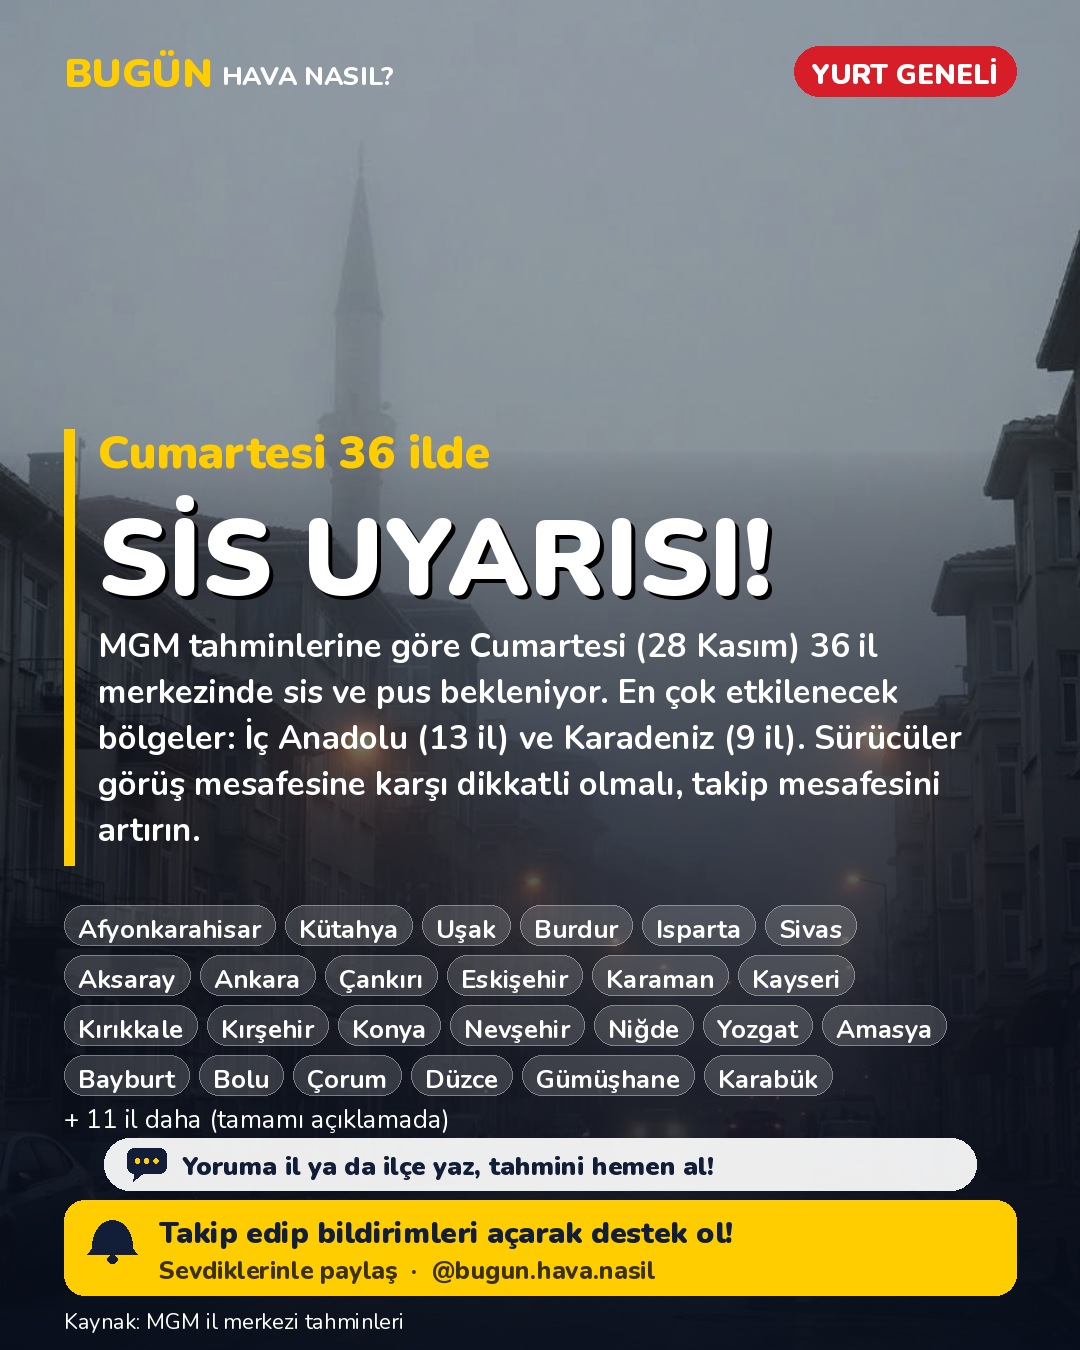 BUGÜN HAVA NASIL?
YURT GENELİ
Cumartesi 36 ilde
SİS UYARISI!
MGM tahminlerine göre Cumartesi (28 Kasım) 36 il
merkezinde sis ve pus bekleniyor. En çok etkilenecek
bölgeler: İç Anadolu (13 il) ve Karadeniz (9 il). Sürücüler
görüş mesafesine karşı dikkatli olmalı, takip mesafesini
artırın.
Afyonkarahisar Kütahya Uşak Burdur Isparta Sivas
Aksaray Ankara Çankırı Eskişehir Karaman Kayseri
Kırıkkale Kırşehir Konya Nevşehir Niğde Yozgat Amasya
Bayburt Bolu Çorum Düzce Gümüşhane Karabük
+ 11 il daha (tamamı açıklamada)
Yoruma il ya da ilçe yaz, tahmini hemen al!
Takip edip bildirimleri açarak destek ol!
Sevdiklerinle paylaş · @bugun.hava.nasil
Kaynak: MGM il merkezi tahminleri